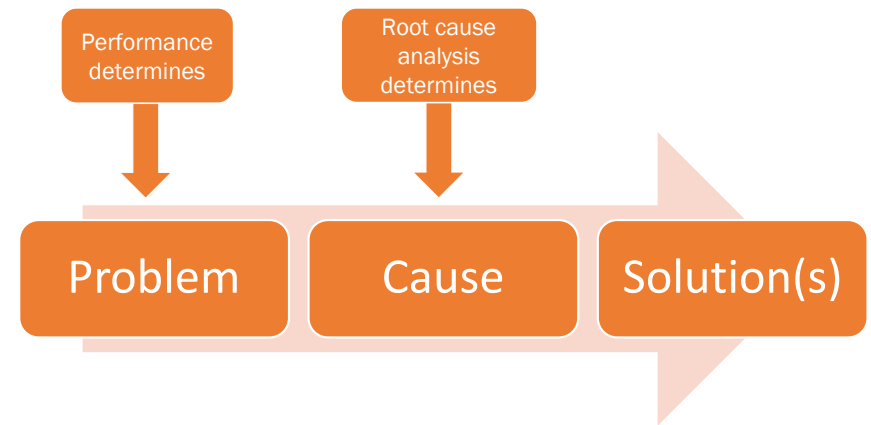 Performance
determines
Root cause
analysis
determines
Problem
Cause
Solution(s)